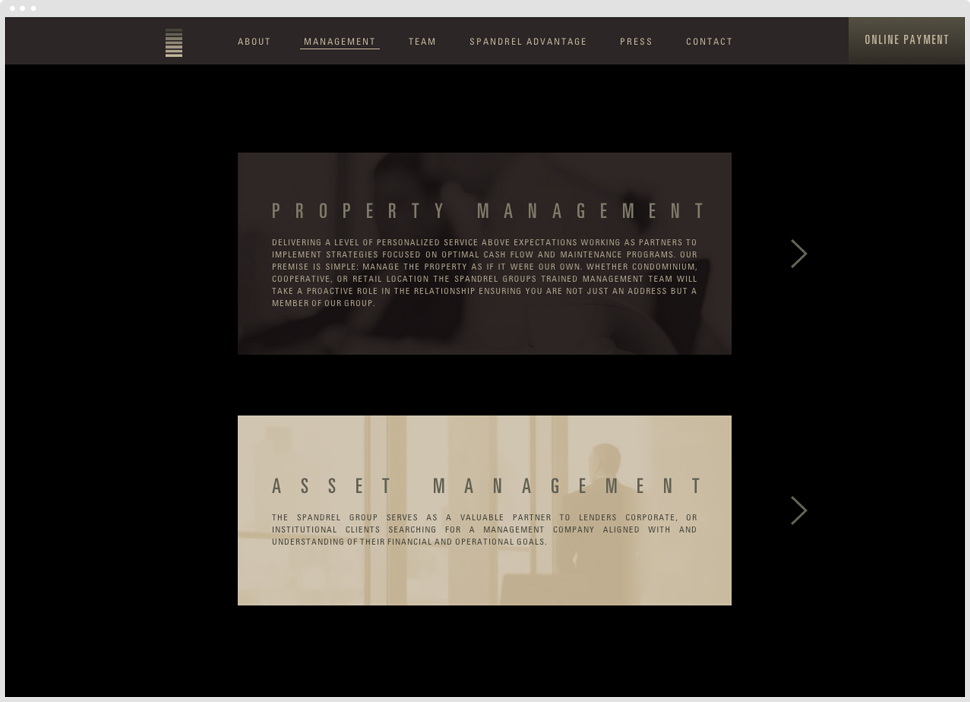 ABOUT MANAGEMENT TEAM SPANDREL ADVANTAGE PRESS CONTACT ONLINE PAYMENT
PROPERTY MANAGEMENT
DELIVERING A LEVEL OF PERSONALIZED SERVICE ABOVE EXPECTATIONS WORKING AS PARTNERS TO
IMPLEMENT STRATEGIES FOCUSED ON OPTIMAL CASH FLOW AND MAINTENANCE PROGRAMS. OUR
PREMISE IS SIMPLE: MANAGE THE PROPERTY AS IF IT WERE OUR OWN. WHETHER CONDOMINIUM,
COOPERATIVE, OR RETAIL LOCATION THE SPANDREL GROUPS TRAINED MANAGEMENT TEAM WILL
TAKE A PROACTIVE ROLE IN THE RELATIONSHIP ENSURING YOU ARE NOT JUST AN ADDRESS BUT A
MEMBER OF OUR GROUP.
ASSET MANAGEMENT
THE SPANDREL GROUP SERVES AS A VALUABLE PARTNER TO LENDERS CORPORATE, OR
INSTITUTIONAL CLIENTS SEARCHING FOR A MANAGEMENT COMPANY ALIGNED WITH AND
UNDERSTANDING OF THEIR FINANCIAL AND OPERATIONAL GOALS.